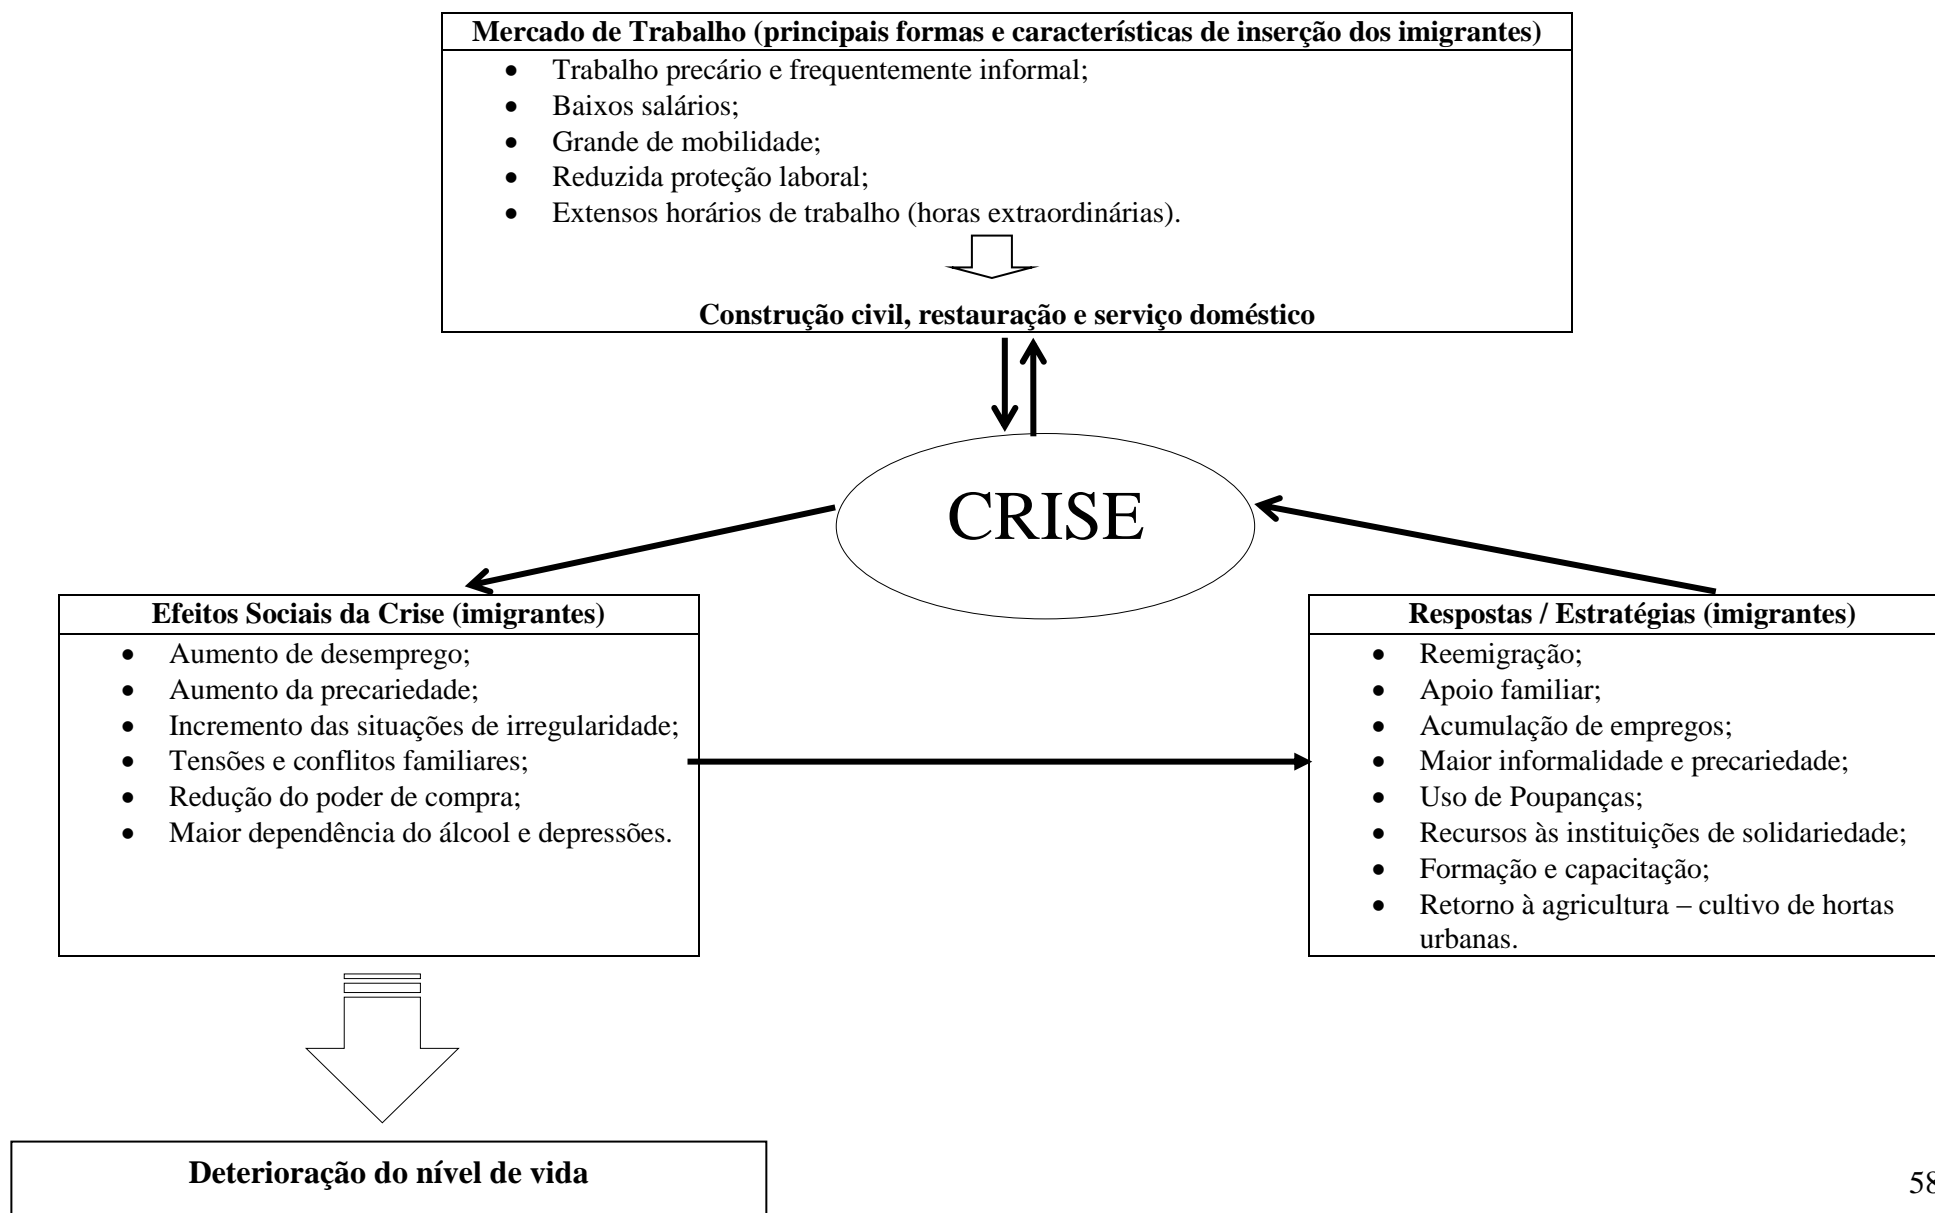 Mercado de Trabalho (principais formas e características de inserção dos imigrantes)
• Trabalho precário e frequentemente informal;
• Baixos salários;
• Grande de mobilidade;
• Reduzida proteção laboral;
• Extensos horários de trabalho (horas extraordinárias).
Construção civil, restauração e serviço doméstico
CRISE
Efeitos Sociais da Crise (imigrantes)
• Aumento de desemprego;
• Aumento da precariedade;
• Incremento das situações de irregularidade;
• Tensões e conflitos familiares;
• Redução do poder de compra;
• Maior dependência do álcool e depressões.
Respostas / Estratégias (imigrantes)
• Reemigração;
• Apoio familiar;
• Acumulação de empregos;
• Maior informalidade e precariedade;
• Uso de Poupanças;
• Recursos às instituições de solidariedade;
• Formação e capacitação;
• Retorno à agricultura – cultivo de hortas
urbanas.
Deterioração do nível de vida
58